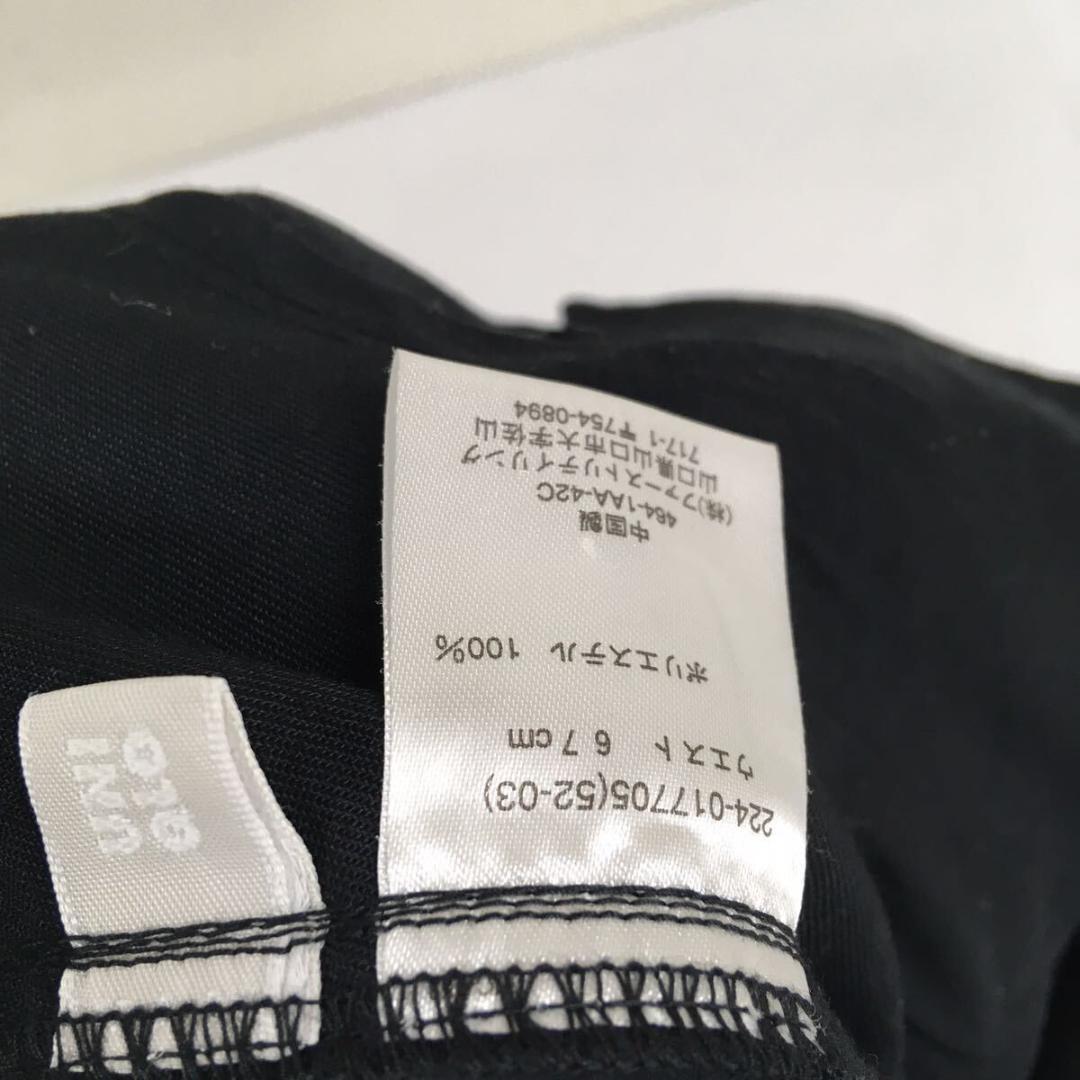 224-017705(52-03)
ウエスト 67cm
ポリエステル 100%
中国製
464-1AA-42C
(株)ファーストリテイリング
山口県山口市大字佐山
717-1 〒754-0894